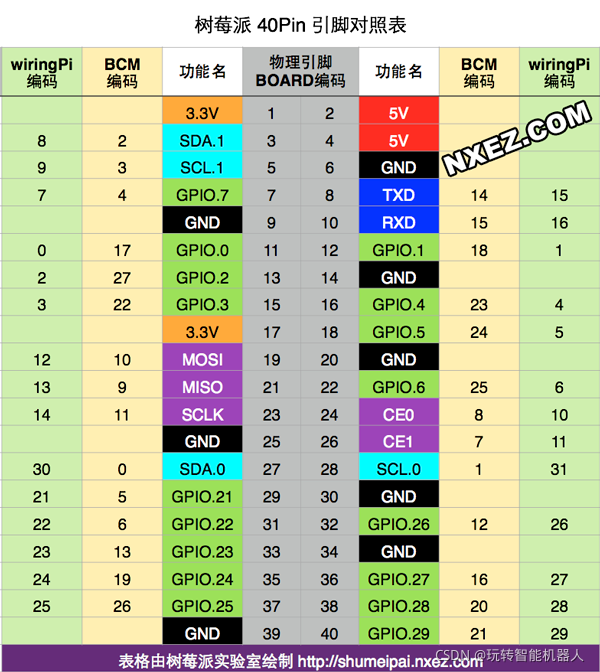 树莓派 40Pin 引脚对照表
wiringPi 编码 BCM 编码 功能名 物理引脚 BOARD编码 功能名 BCM 编码 wiringPi 编码
3.3V 1 2 5V
8 2 SDA.1 3 4 5V
9 3 SCL.1 5 6 GND
7 4 GPIO.7 7 8 TXD 14 15
GND 9 10 RXD 15 16
0 17 GPIO.0 11 12 GPIO.1 18 1
2 27 GPIO.2 13 14 GND
3 22 GPIO.3 15 16 GPIO.4 23 4
3.3V 17 18 GPIO.5 24 5
12 10 MOSI 19 20 GND
13 9 MISO 21 22 GPIO.6 25 6
14 11 SCLK 23 24 CE0 8 10
GND 25 26 CE1 7 11
30 0 SDA.0 27 28 SCL.0 1 31
21 5 GPIO.21 29 30 GND
22 6 GPIO.22 31 32 GPIO.26 12 26
23 13 GPIO.23 33 34 GND
24 19 GPIO.24 35 36 GPIO.27 16 27
25 26 GPIO.25 37 38 GPIO.28 20 28
GND 39 40 GPIO.29 21 29
表格由树莓派实验室绘制 http://shumeipai.nxez.com
NXEZ.COM
CSDN @玩转智能机器人